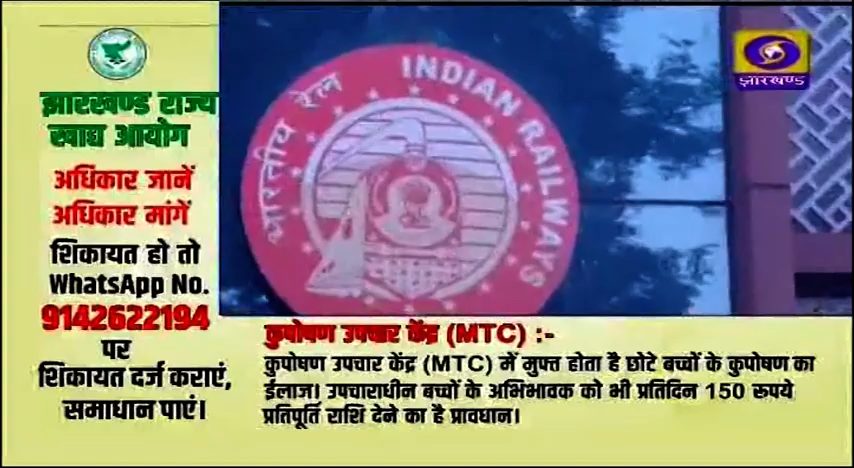 झारखण्ड राज्य
खाद्य आयोग
अधिकार जानें
अधिकार मांगें
शिकायत हो तो
WhatsApp No.
9142622194
पर
शिकायत दर्ज कराएं,
समाधान पाएं।
भारतीय रेल
INDIAN RAILWAYS
झारखण्ड
कुपोषण उपचार केंद्र (MTC) :-
कुपोषण उपचार केंद्र (MTC) में मुफ्त होता है छोटे बच्चों के कुपोषण का
ईलाज। उपचाराधीन बच्चों के अभिभावक को भी प्रतिदिन 150 रूपये
प्रतिपूर्ति राशि देने का है प्रावधान।